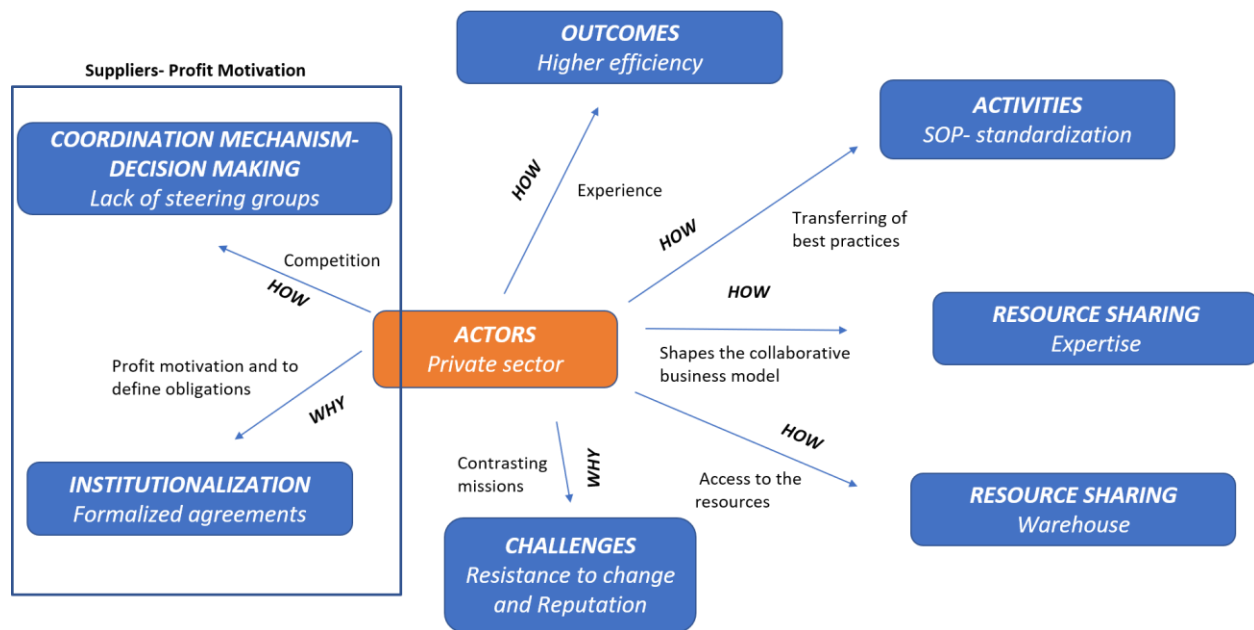 OUTCOMES
Higher efficiency
Suppliers- Profit Motivation
ACTIVITIES
SOP- standardization
COORDINATION MECHANISM-
DECISION MAKING
Lack of steering groups
HOW
Experience
HOW
Transferring of
best practices
Competition
HOW
HOW
RESOURCE SHARING
Expertise
ACTORS
Private sector
Shapes the collaborative
business model
Profit motivation and to
define obligations
WHY
HOW
Contrasting
missions
WHY
Access to the
resources
INSTITUTIONALIZATION
Formalized agreements
RESOURCE SHARING
Warehouse
CHALLENGES
Resistance to change
and Reputation